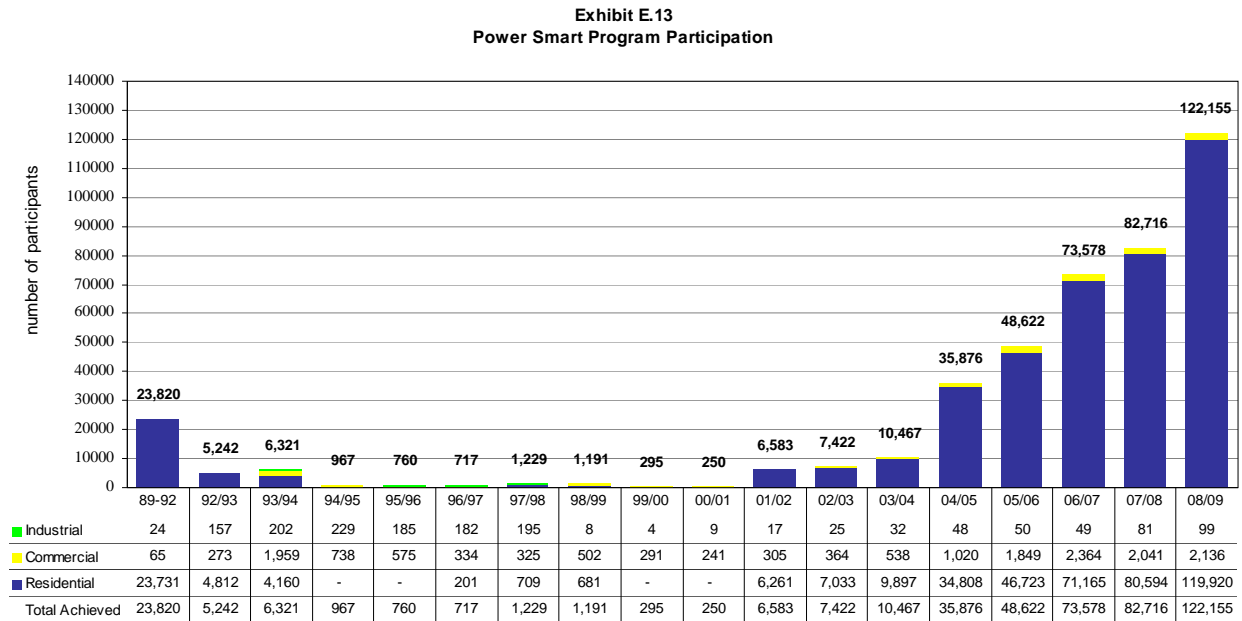 Exhibit E.13
Power Smart Program Participation
number of participants
140000
130000
120000
110000
100000
90000
80000
70000
60000
50000
40000
30000
20000
10000
0
23,820 5,242 6,321 967 760 717 1,229 1,191 295 250 6,583 7,422 10,467 35,876 48,622 73,578 82,716 122,155
89-92 92/93 93/94 94/95 95/96 96/97 97/98 98/99 99/00 00/01 01/02 02/03 03/04 04/05 05/06 06/07 07/08 08/09
Industrial 24 157 202 229 185 182 195 8 4 9 17 25 32 48 50 49 81 99
Commercial 65 273 1,959 738 575 334 325 502 291 241 305 364 538 1,020 1,849 2,364 2,041 2,136
Residential 23,731 4,812 4,160 - - 201 709 681 - - 6,261 7,033 9,897 34,808 46,723 71,165 80,594 119,920
Total Achieved 23,820 5,242 6,321 967 760 717 1,229 1,191 295 250 6,583 7,422 10,467 35,876 48,622 73,578 82,716 122,155